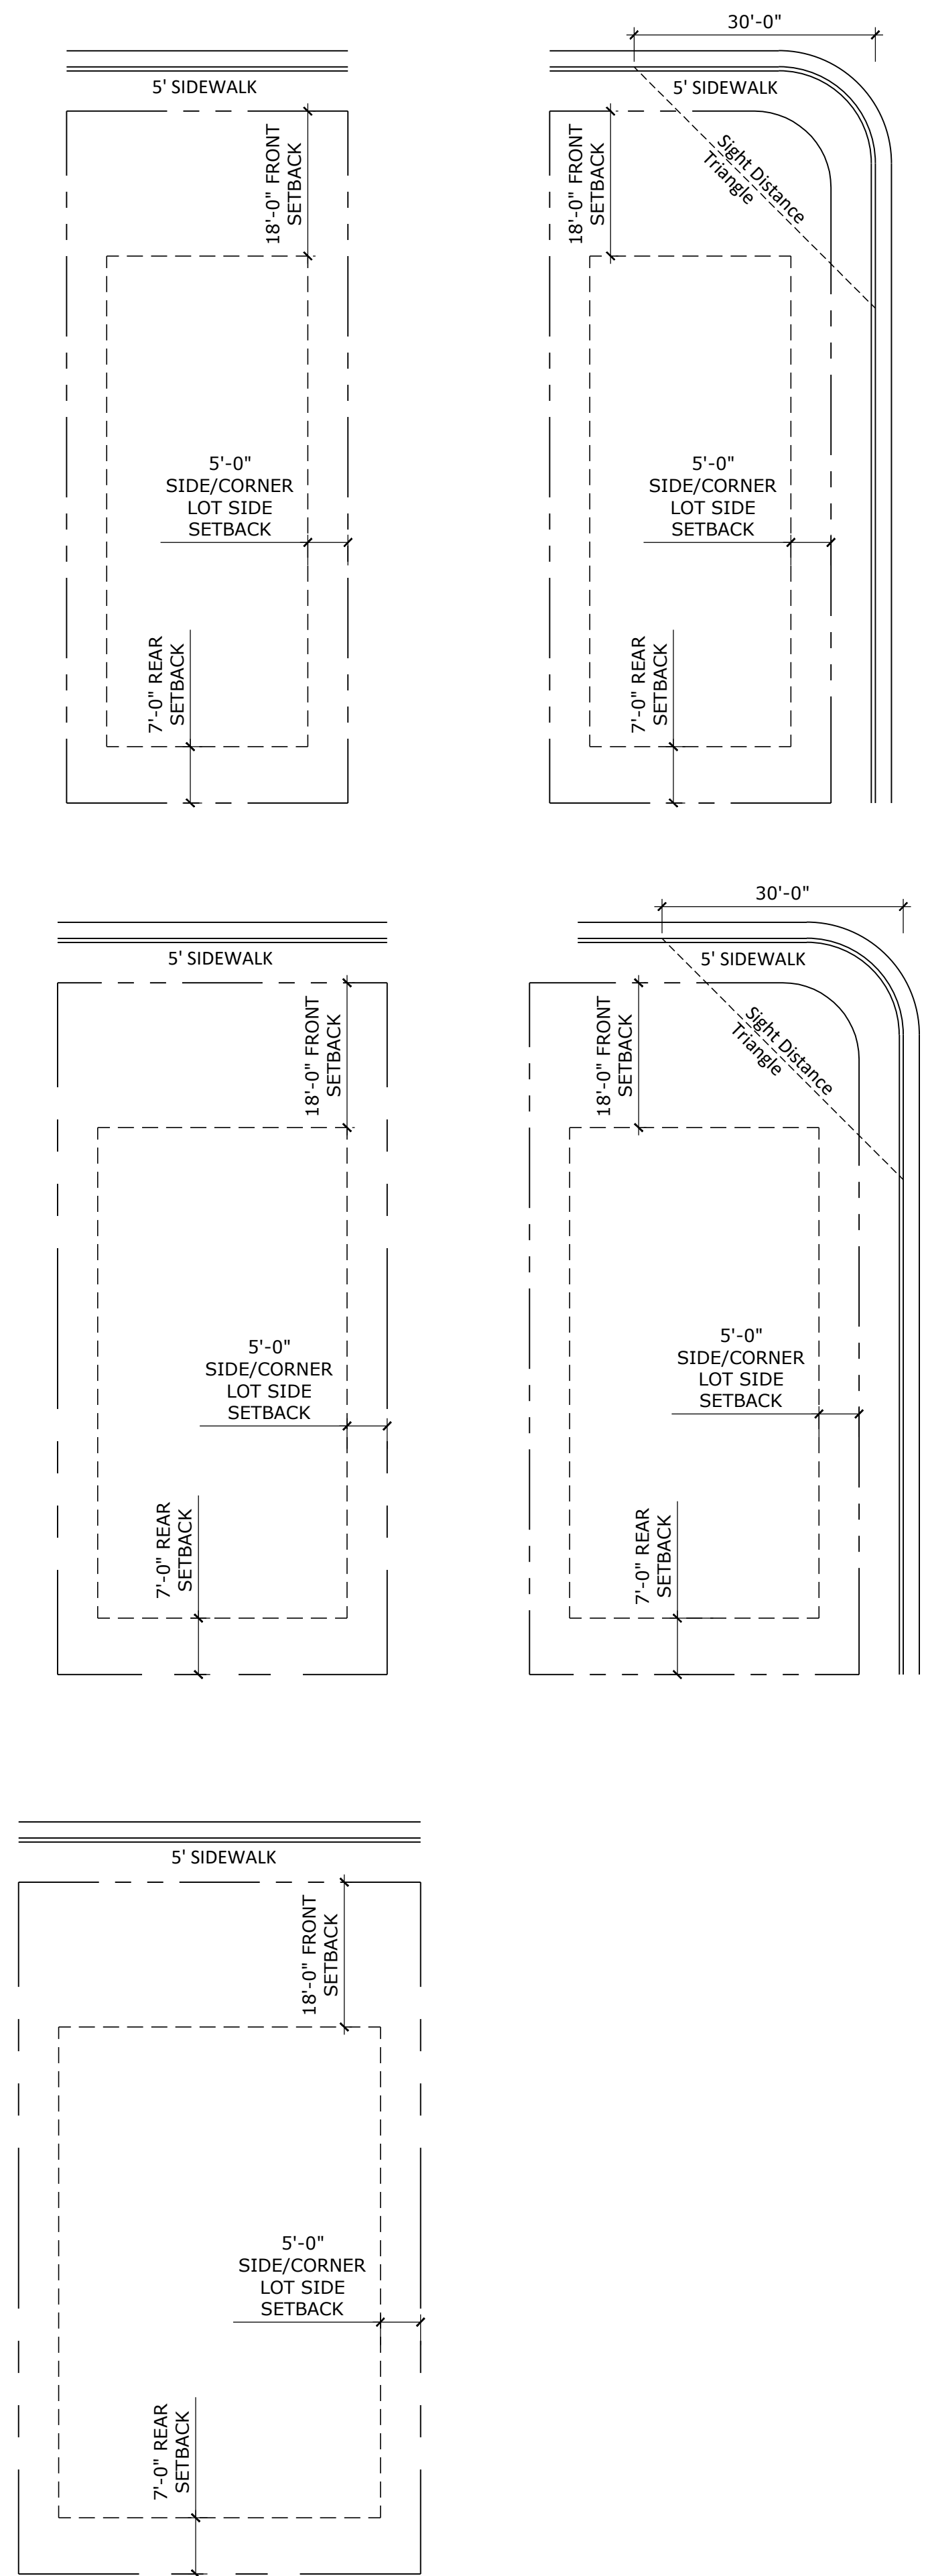 5' SIDEWALK
18'-0" FRONT
SETBACK
5'-0"
SIDE/CORNER
LOT SIDE
SETBACK
7'-0" REAR
SETBACK
30'-0"
5' SIDEWALK
18'-0" FRONT
SETBACK
Sight Distance
Triangle
5'-0"
SIDE/CORNER
LOT SIDE
SETBACK
7'-0" REAR
SETBACK
5' SIDEWALK
18'-0" FRONT
SETBACK
5'-0"
SIDE/CORNER
LOT SIDE
SETBACK
7'-0" REAR
SETBACK
30'-0"
5' SIDEWALK
18'-0" FRONT
SETBACK
Sight Distance
Triangle
5'-0"
SIDE/CORNER
LOT SIDE
SETBACK
7'-0" REAR
SETBACK
5' SIDEWALK
18'-0" FRONT
SETBACK
5'-0"
SIDE/CORNER
LOT SIDE
SETBACK
7'-0" REAR
SETBACK